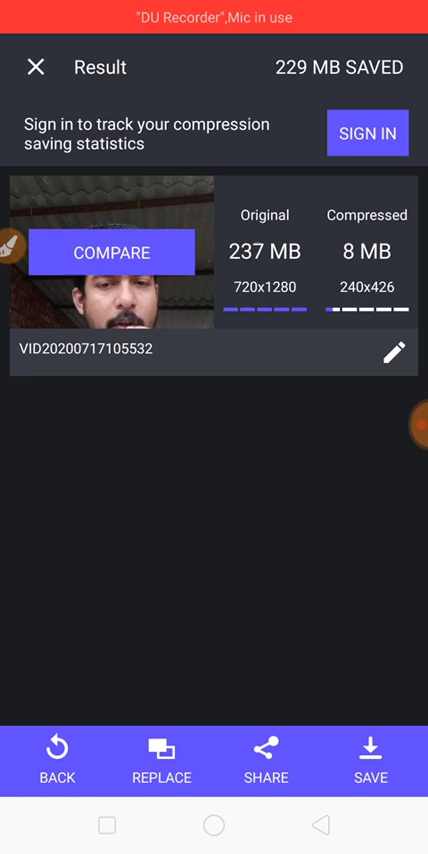 "DU Recorder",Mic in use
Result
229 MB SAVED
Sign in to track your compression
saving statistics
SIGN IN
COMPARE
Original
Compressed
237 MB
8 MB
720x1280
240x426
VID20200717105532
BACK
REPLACE
SHARE
SAVE